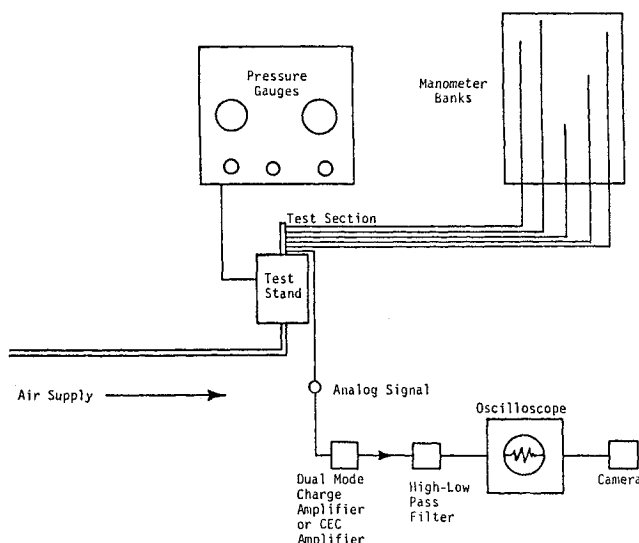 Pressure
Gauges
Manometer
Banks
Test Section
Test
Stand
Air Supply
Analog Signal
Oscilloscope
Dual Mode
Charge
Amplifier
or CEC
Amplifier
High-Low
Pass
Filter
Camera